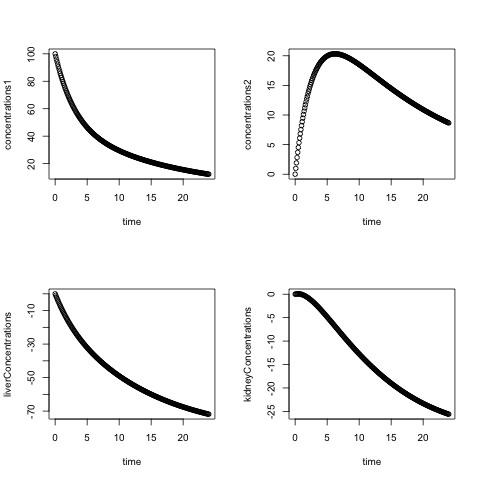 concentrations1
100
80
60
40
20
0 5 10 15 20
time
concentrations2
20
15
10
5
0
0 5 10 15 20
time
liverConcentrations
-10
-30
-50
-70
0 5 10 15 20
time
kidneyConcentrations
0
-5
-10
-15
-20
-25
0 5 10 15 20
time